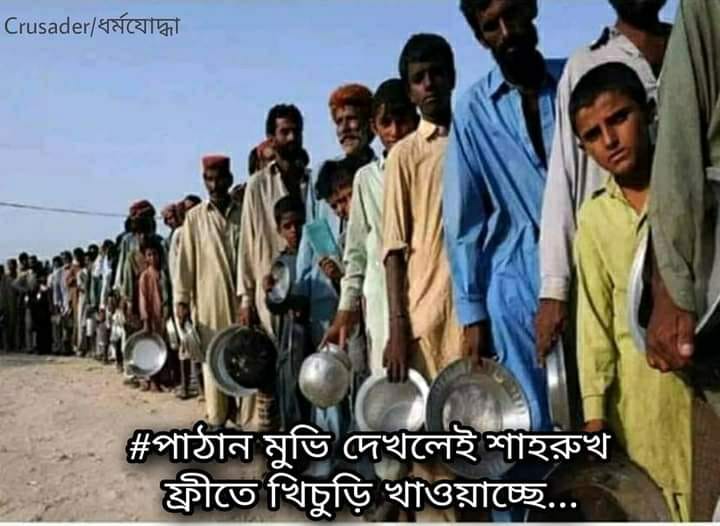 Crusader/ধর্মযোদ্ধা
#পাঠান মুভি দেখলেই শাহরুখ
ফ্রীতে খিচুড়ি খাওয়াচ্ছে...